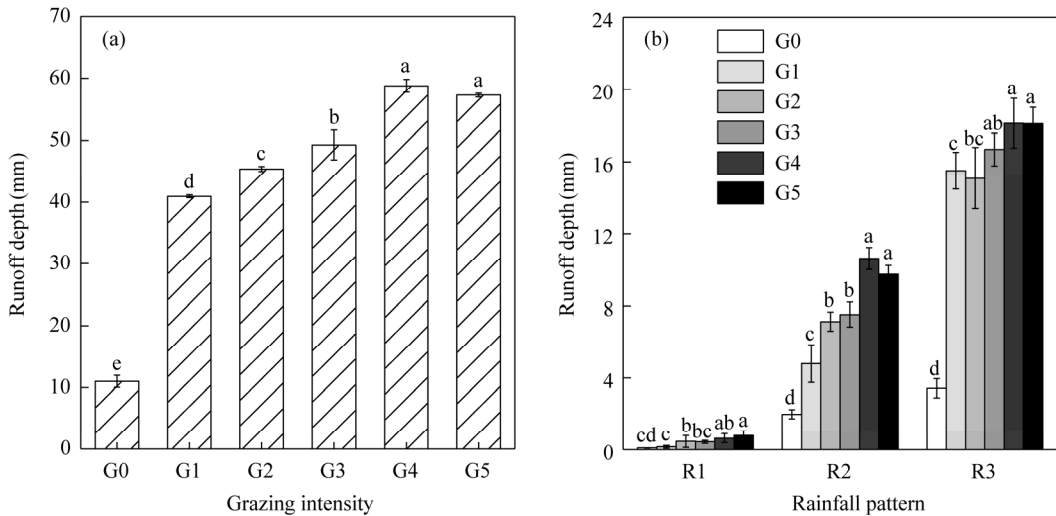 (a)
Runoff depth (mm)
70
60
50
40
30
20
10
0
e
d
c
b
a
a
G0 G1 G2 G3 G4 G5
Grazing intensity
(b)
G0
G1
G2
G3
G4
G5
Runoff depth (mm)
24
20
16
12
8
4
0
cd c b bc ab a
d c b b a a
d c bc ab a a
R1 R2 R3
Rainfall pattern